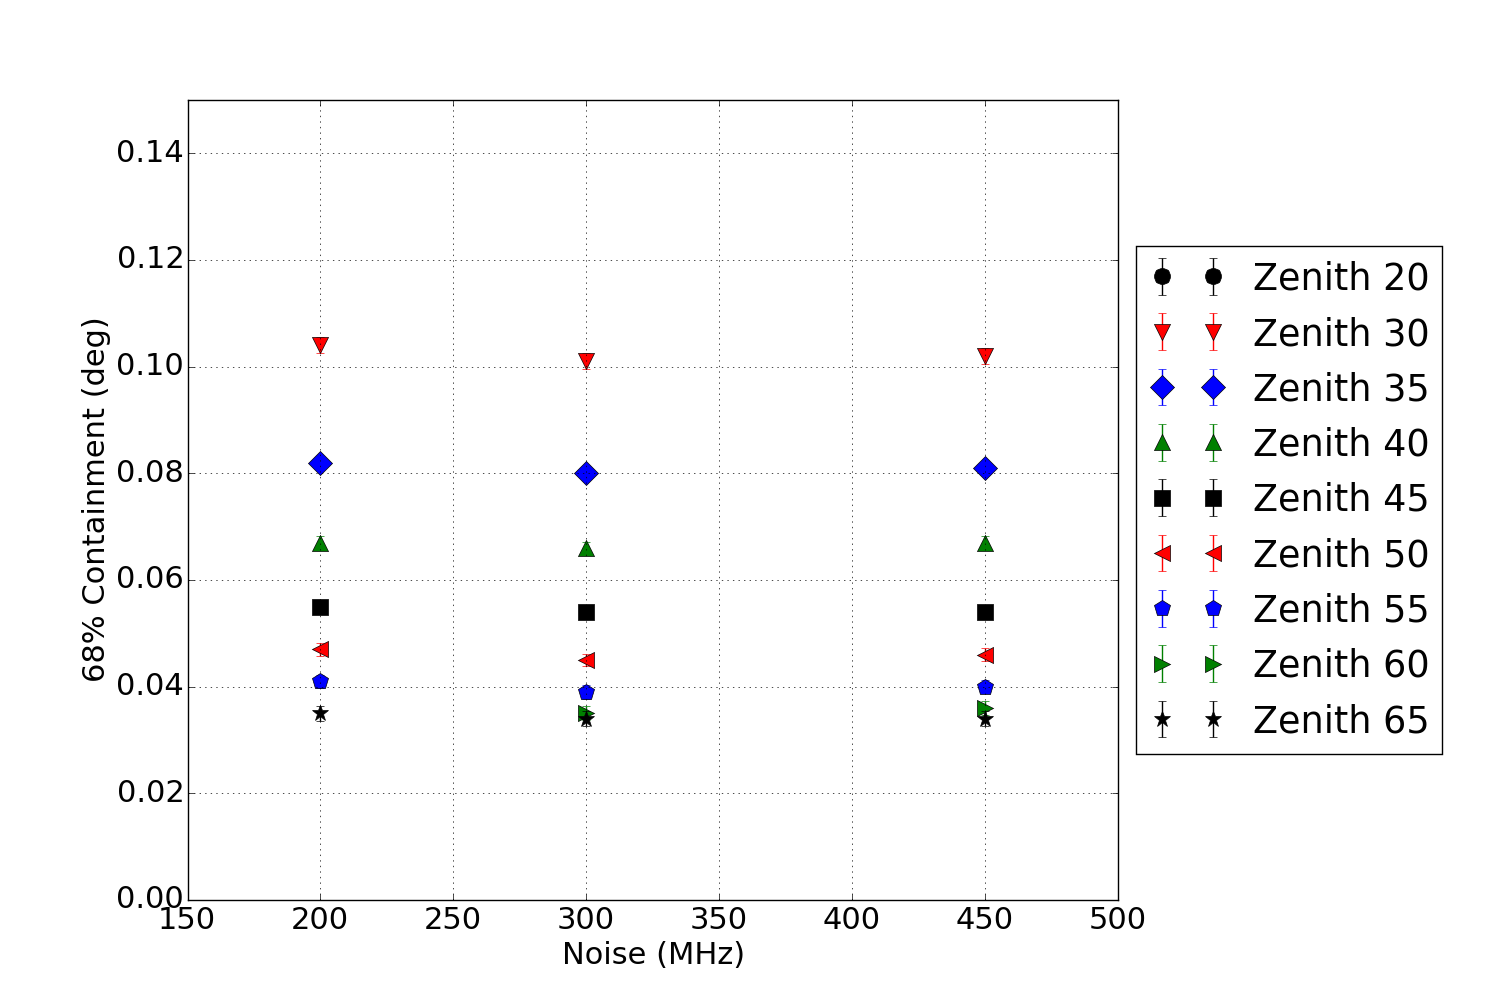 0.14
0.12
0.10
0.08
0.06
0.04
0.02
0.00
68% Containment (deg)
150 200 250 300 350 400 450 500
Noise (MHz)
Zenith 20
Zenith 30
Zenith 35
Zenith 40
Zenith 45
Zenith 50
Zenith 55
Zenith 60
Zenith 65